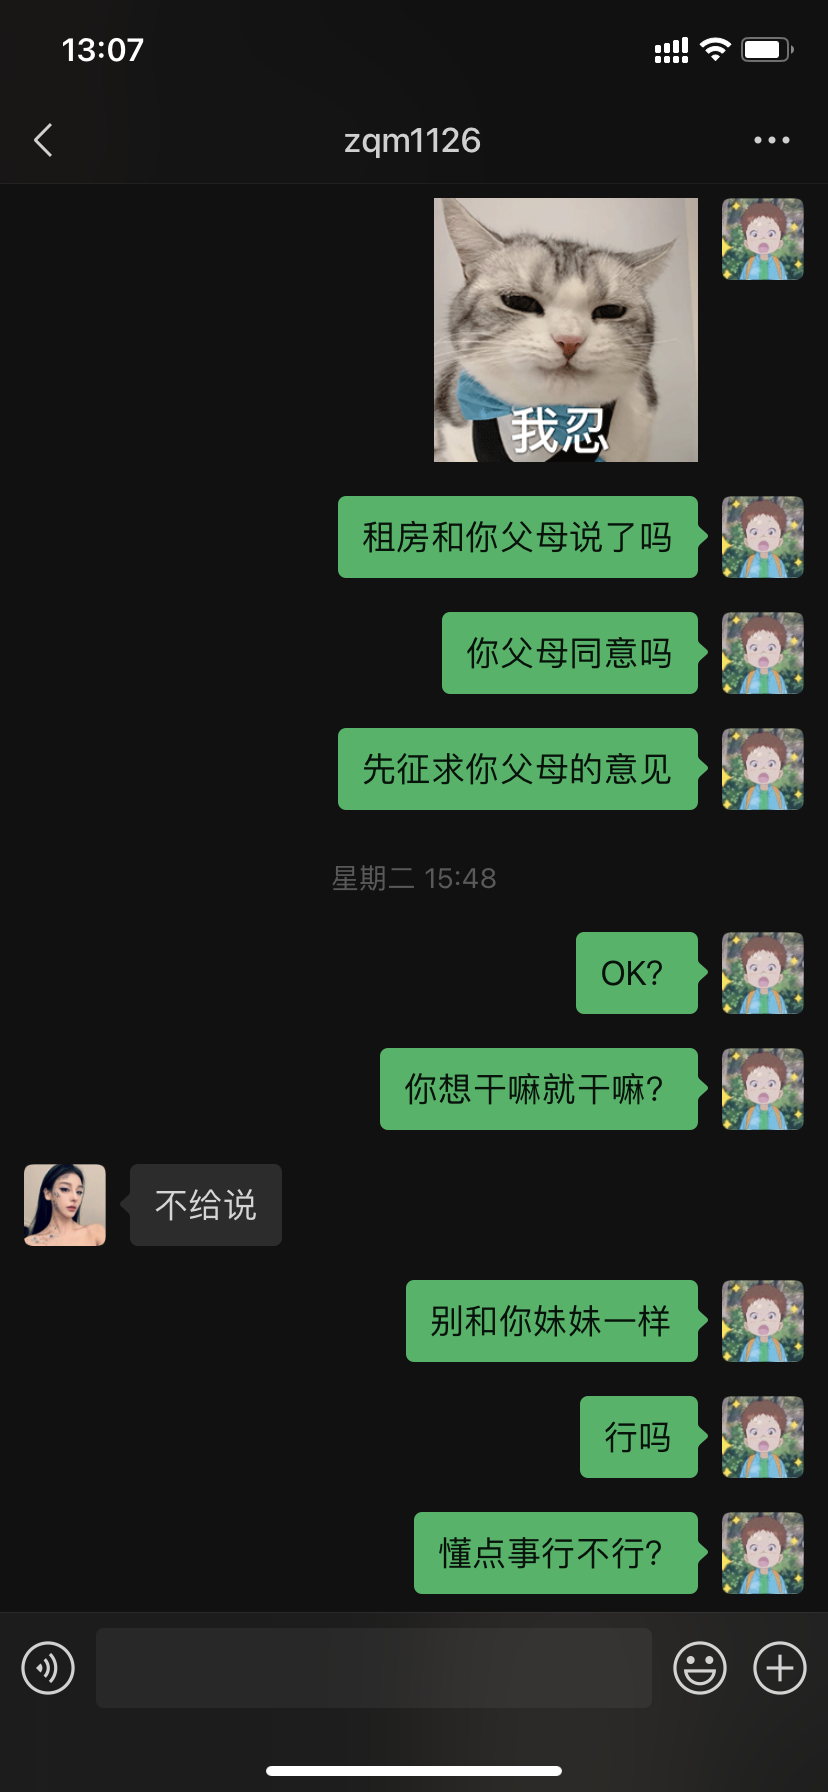 13:07
zqm1126
我忍
租房和你父母说了吗
你父母同意吗
先征求你父母的意见
星期二 15:48
OK?
你想干嘛就干嘛?
不给说
别和你妹妹一样
行吗
懂点事行不行?